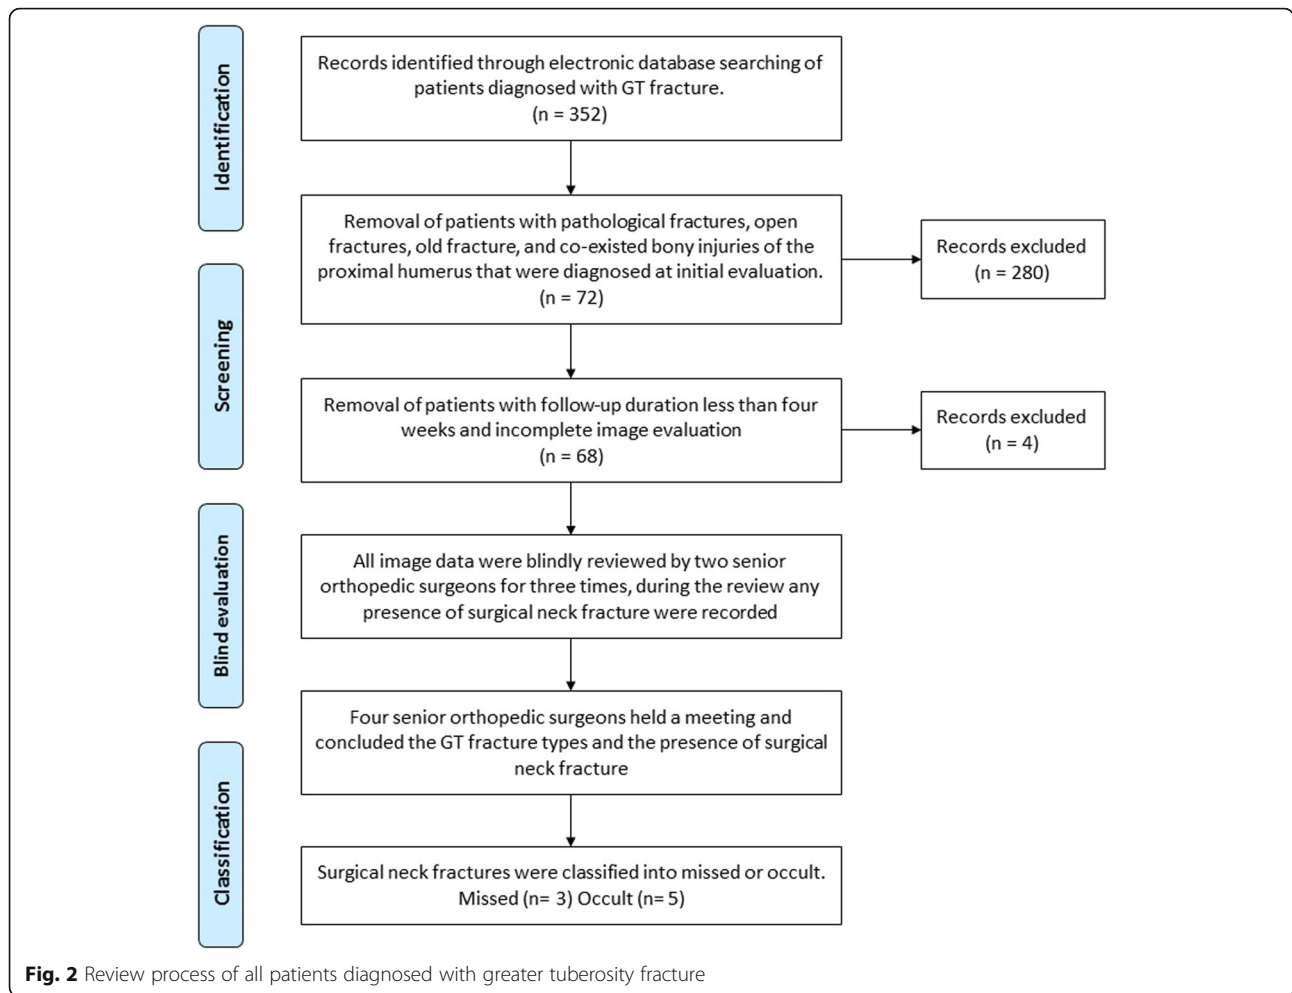 Identification
Records identified through electronic database searching of
patients diagnosed with GT fracture.
(n = 352)
Removal of patients with pathological fractures, open
fractures, old fracture, and co-existed bony injuries of the
proximal humerus that were diagnosed at initial evaluation.
(n = 72)
Records excluded
(n = 280)
Screening
Removal of patients with follow-up duration less than four
weeks and incomplete image evaluation
(n = 68)
Records excluded
(n = 4)
Blind evaluation
All image data were blindly reviewed by two senior
orthopedic surgeons for three times, during the review any
presence of surgical neck fracture were recorded
Four senior orthopedic surgeons held a meeting and
concluded the GT fracture types and the presence of surgical
neck fracture
Classification
Surgical neck fractures were classified into missed or occult.
Missed (n= 3) Occult (n= 5)
Fig. 2 Review process of all patients diagnosed with greater tuberosity fracture